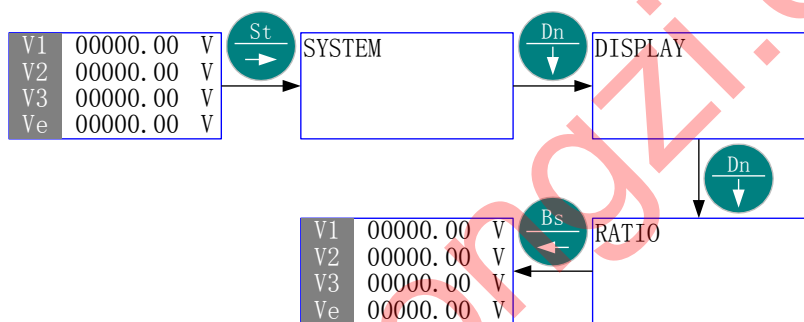 V1 00000.00 V
V2 00000.00 V
V3 00000.00 V
Ve 00000.00 V
St
SYSTEM
Dn
DISPLAY
Dn
RATIO
Bs
V1 00000.00 V
V2 00000.00 V
V3 00000.00 V
Ve 00000.00 V